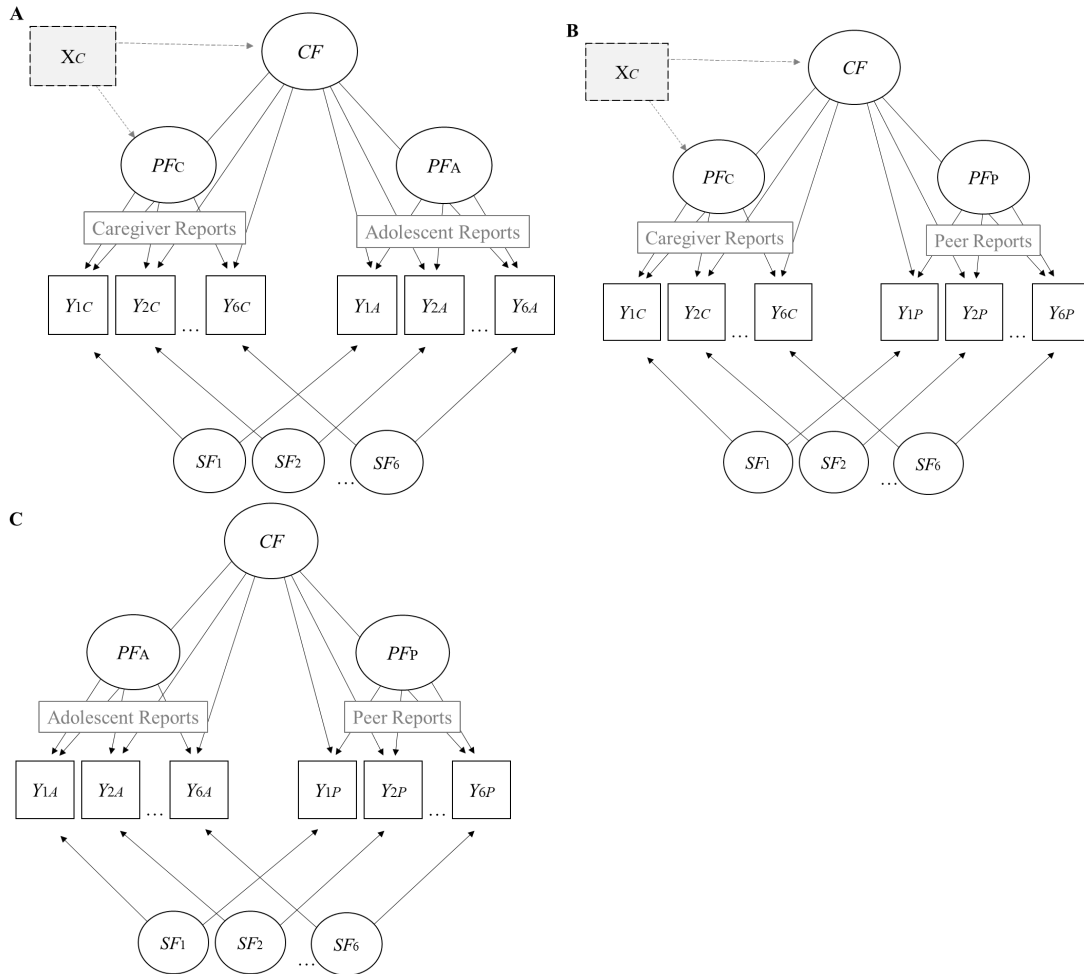 A
XC
CF
PFC
PFA
Caregiver Reports
Adolescent Reports
Y1C Y2C ... Y6C Y1A Y2A ... Y6A
SF1 SF2 ... SF6
B
XC
CF
PFC
PFP
Caregiver Reports
Peer Reports
Y1C Y2C ... Y6C Y1P Y2P ... Y6P
SF1 SF2 ... SF6
C
CF
PFA
PFP
Adolescent Reports
Peer Reports
Y1A Y2A ... Y6A Y1P Y2P ... Y6P
SF1 SF2 ... SF6